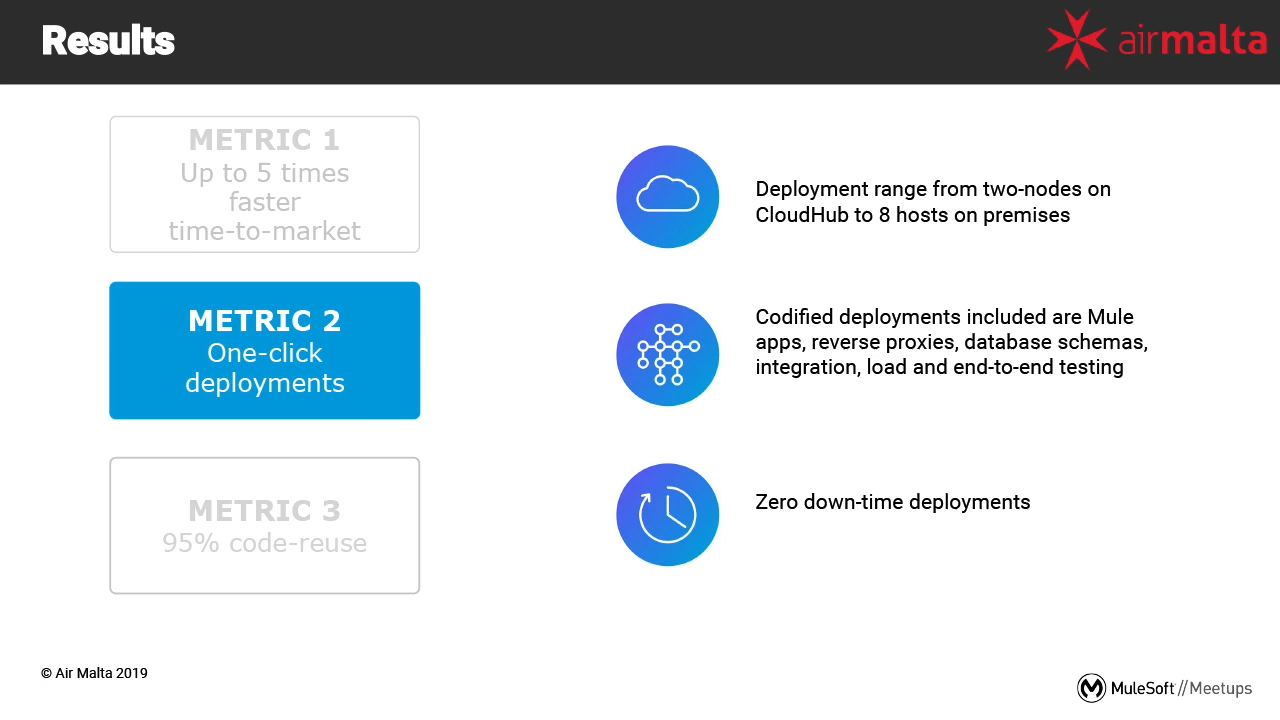 Results
airmalta
METRIC 1
Up to 5 times
faster
time-to-market
METRIC 2
One-click
deployments
METRIC 3
95% code-reuse
Deployment range from two-nodes on
CloudHub to 8 hosts on premises
Codified deployments included are Mule
apps, reverse proxies, database schemas,
integration, load and end-to-end testing
Zero down-time deployments
© Air Malta 2019
MuleSoft//Meetups